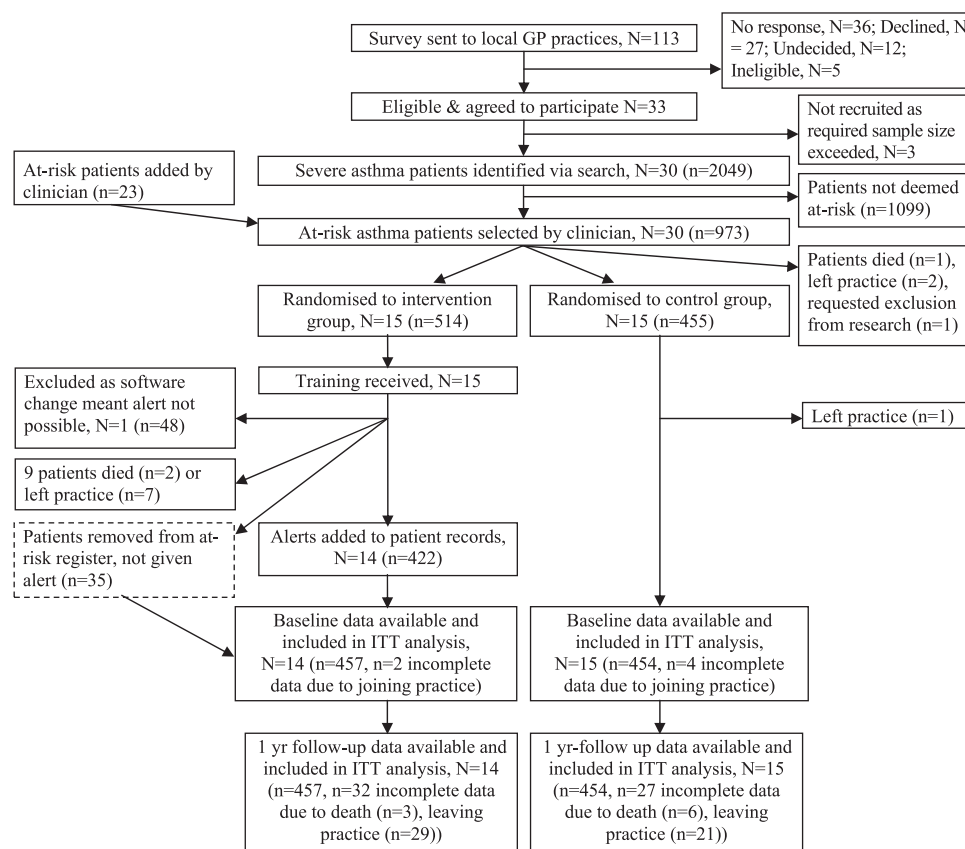 Survey sent to local GP practices, N=113
No response, N=36; Declined, N
= 27; Undecided, N=12;
Ineligible, N=5
Eligible & agreed to participate N=33
Not recruited as
required sample size
exceeded, N=3
Severe asthma patients identified via search, N=30 (n=2049)
At-risk patients added by
clinician (n=23)
Patients not deemed
at-risk (n=1099)
At-risk asthma patients selected by clinician, N=30 (n=973)
Patients died (n=1),
left practice (n=2),
requested exclusion
from research (n=1)
Randomised to intervention
group, N=15 (n=514)
Randomised to control group,
N=15 (n=455)
Training received, N=15
Excluded as software
change meant alert not
possible, N=1 (n=48)
Left practice (n=1)
9 patients died (n=2) or
left practice (n=7)
Patients removed from at-
risk register, not given
alert (n=35)
Alerts added to patient records,
N=14 (n=422)
Baseline data available and
included in ITT analysis,
N=14 (n=457, n=2 incomplete
data due to joining practice)
Baseline data available and
included in ITT analysis,
N=15 (n=454, n=4 incomplete
data due to joining practice)
1 yr follow-up data available and
included in ITT analysis, N=14
(n=457, n=32 incomplete data
due to death (n=3), leaving
practice (n=29))
1 yr-follow up data available and
included in ITT analysis, N=15
(n=454, n=27 incomplete data
due to death (n=6), leaving
practice (n=21))